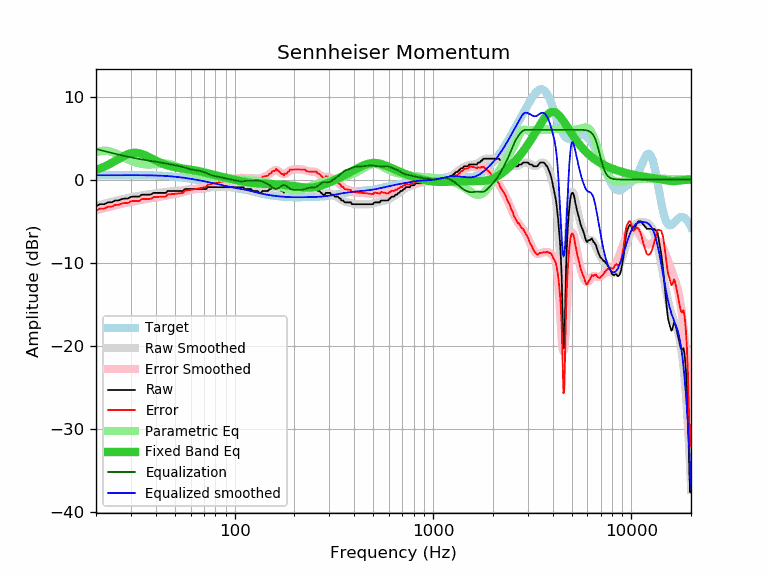 Sennheiser Momentum
Amplitude (dBr)
10
0
−10
−20
−30
−40
Target
Raw Smoothed
Error Smoothed
Raw
Error
Parametric Eq
Fixed Band Eq
Equalization
Equalized smoothed
100
1000
10000
Frequency (Hz)